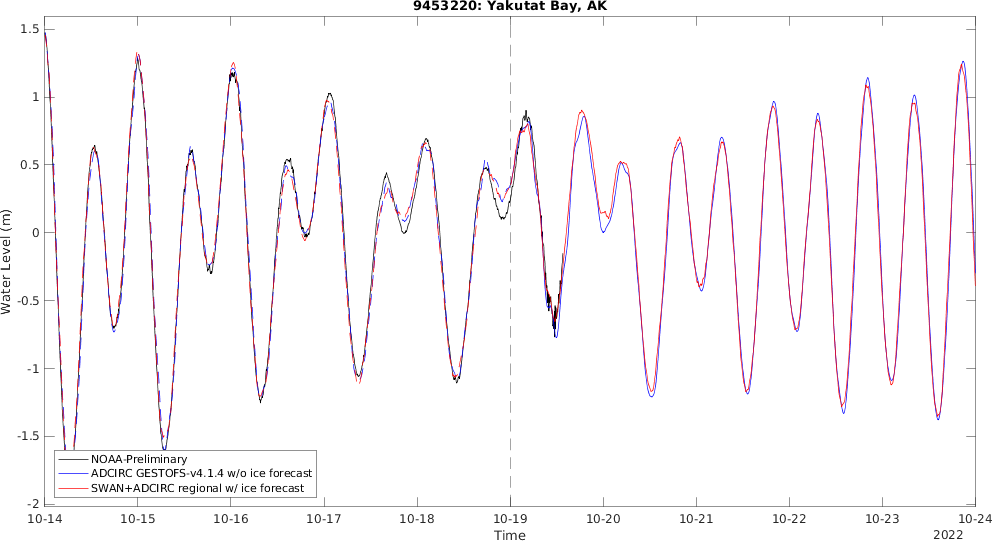 9453220: Yakutat Bay, AK
1.5
1
0.5
0
-0.5
-1
-1.5
-2
Water Level (m)
NOAA-Preliminary
ADCIRC GESTOFS-v4.1.4 w/o ice forecast
SWAN+ADCIRC regional w/ ice forecast
10-14 10-15 10-16 10-17 10-18 10-19 10-20 10-21 10-22 10-23 10-24
Time
2022